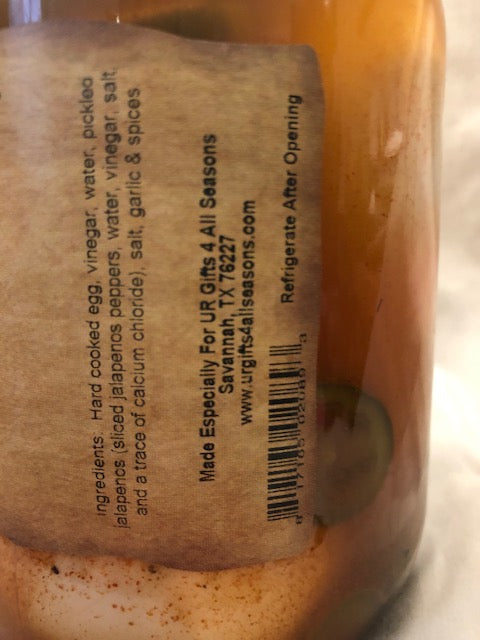 Ingredients Hard cooked egg, vinegar, water, pickled
jalapenos (sliced jalapenos peppers, water, vinegar, salt
and a trace of calcium chloride), salt, garlic & spices
Made Especially For UR Gifts 4 All Seasons
Savannah, TX 76227
www.urgifts4allseasons.com
Refrigerate After Opening